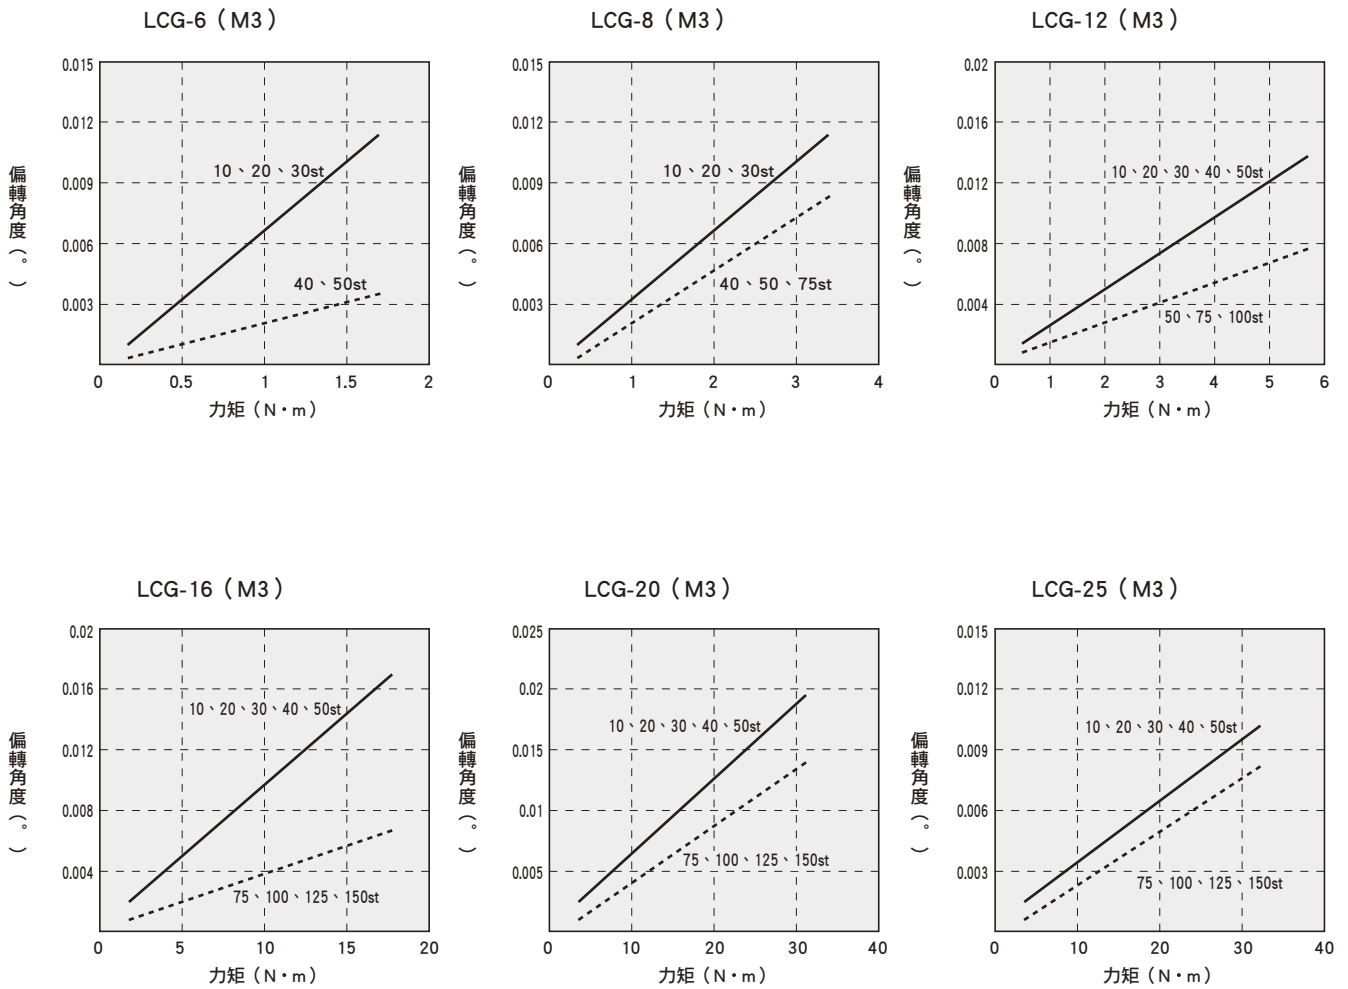 LCG-6（M3）
0.015
0.012
0.009
0.006
0.003
偏轉角度（°）
10、20、30st
40、50st
0 0.5 1 1.5 2
力矩（N・m）
LCG-8（M3）
0.015
0.012
0.009
0.006
0.003
偏轉角度（°）
10、20、30st
40、50、75st
0 1 2 3 4
力矩（N・m）
LCG-12（M3）
0.02
0.016
0.012
0.008
0.004
偏轉角度（°）
10、20、30、40、50st
50、75、100st
0 1 2 3 4 5 6
力矩（N・m）
LCG-16（M3）
0.02
0.016
0.012
0.008
0.004
偏轉角度（°）
10、20、30、40、50st
75、100、125、150st
0 5 10 15 20
力矩（N・m）
LCG-20（M3）
0.025
0.02
0.015
0.01
0.005
偏轉角度（°）
10、20、30、40、50st
75、100、125、150st
0 10 20 30 40
力矩（N・m）
LCG-25（M3）
0.015
0.012
0.009
0.006
0.003
偏轉角度（°）
10、20、30、40、50st
75、100、125、150st
0 10 20 30 40
力矩（N・m）